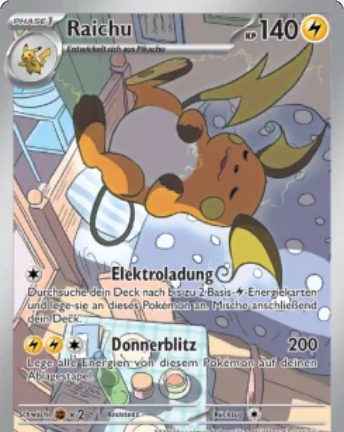 PHASE 1 Raichu KP 140
Entwickelt sich aus Pikachu
Elektroladung
Durchsuche dein Deck nach bis zu 2 Basis-Energiekarten
und lege sie an dieses Pokémon an. Mische anschließend
dein Deck.
Donnerblitz 200
Lege alle Energien von diesem Pokémon auf deinen
Ablagestapel.
Schwäche ×2 Resistenz Rückzug